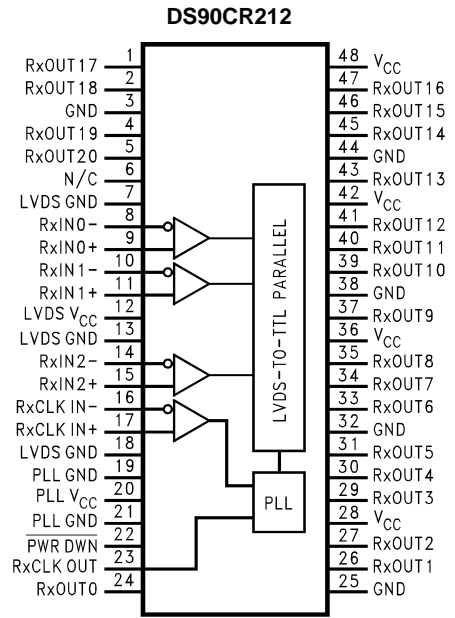 DS90CR212
RxOUT17 1
RxOUT18 2
GND 3
RxOUT19 4
RxOUT20 5
N/C 6
LVDS GND 7
RxIN0− 8
RxIN0+ 9
RxIN1− 10
RxIN1+ 11
LVDS VCC 12
LVDS GND 13
RxIN2− 14
RxIN2+ 15
RxCLK IN− 16
RxCLK IN+ 17
LVDS GND 18
PLL GND 19
PLL VCC 20
PLL GND 21
PWR DWN 22
RxCLK OUT 23
RxOUT0 24
LVDS-TO-TTL PARALLEL
PLL
48 VCC
47 RxOUT16
46 RxOUT15
45 RxOUT14
44 GND
43 RxOUT13
42 VCC
41 RxOUT12
40 RxOUT11
39 RxOUT10
38 GND
37 RxOUT9
36 VCC
35 RxOUT8
34 RxOUT7
33 RxOUT6
32 GND
31 RxOUT5
30 RxOUT4
29 RxOUT3
28 VCC
27 RxOUT2
26 RxOUT1
25 GND